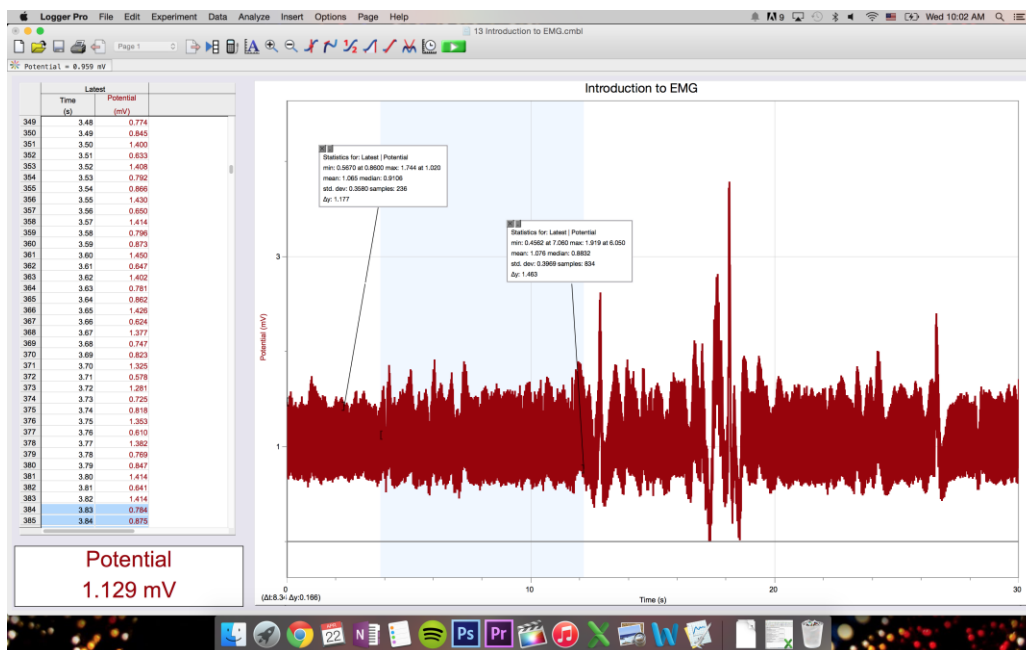 Logger Pro File Edit Experiment Data Analyze Insert Options Page Help 9 Wed 10:02 AM
13 Introduction to EMG.cmbl
Page 1
Potential = 0.959 mV
Latest
Time Potential
(s) (mV)
349 3.48 0.774
350 3.49 0.845
351 3.50 1.400
352 3.51 0.633
353 3.52 1.408
354 3.53 0.792
355 3.54 0.866
356 3.55 1.430
357 3.56 0.650
358 3.57 1.414
359 3.58 0.796
360 3.59 0.873
361 3.60 1.450
362 3.61 0.647
363 3.62 1.402
364 3.63 0.781
365 3.64 0.862
366 3.65 1.426
367 3.66 0.624
368 3.67 1.377
369 3.68 0.747
370 3.69 0.823
371 3.70 1.325
372 3.71 0.578
373 3.72 1.281
374 3.73 0.725
375 3.74 0.818
376 3.75 1.353
377 3.76 0.610
378 3.77 1.382
379 3.78 0.769
380 3.79 0.847
381 3.80 1.414
382 3.81 0.641
383 3.82 1.414
384 3.83 0.784
385 3.84 0.875
Potential
1.129 mV
Introduction to EMG
Statistics for: Latest | Potential
min: 0.5670 at 0.8600 max: 1.744 at 1.020
mean: 1.065 median: 0.9106
std. dev: 0.3580 samples: 236
Δy: 1.177
Statistics for: Latest | Potential
min: 0.4562 at 7.060 max: 1.919 at 6.050
mean: 1.076 median: 0.8832
std. dev: 0.3969 samples: 834
Δy: 1.463
3
Potential (mV)
1
0 10 20 30
(Δt:8.34 Δy:0.166)
Time (s)
APR
22
N
Ps Pr
X W